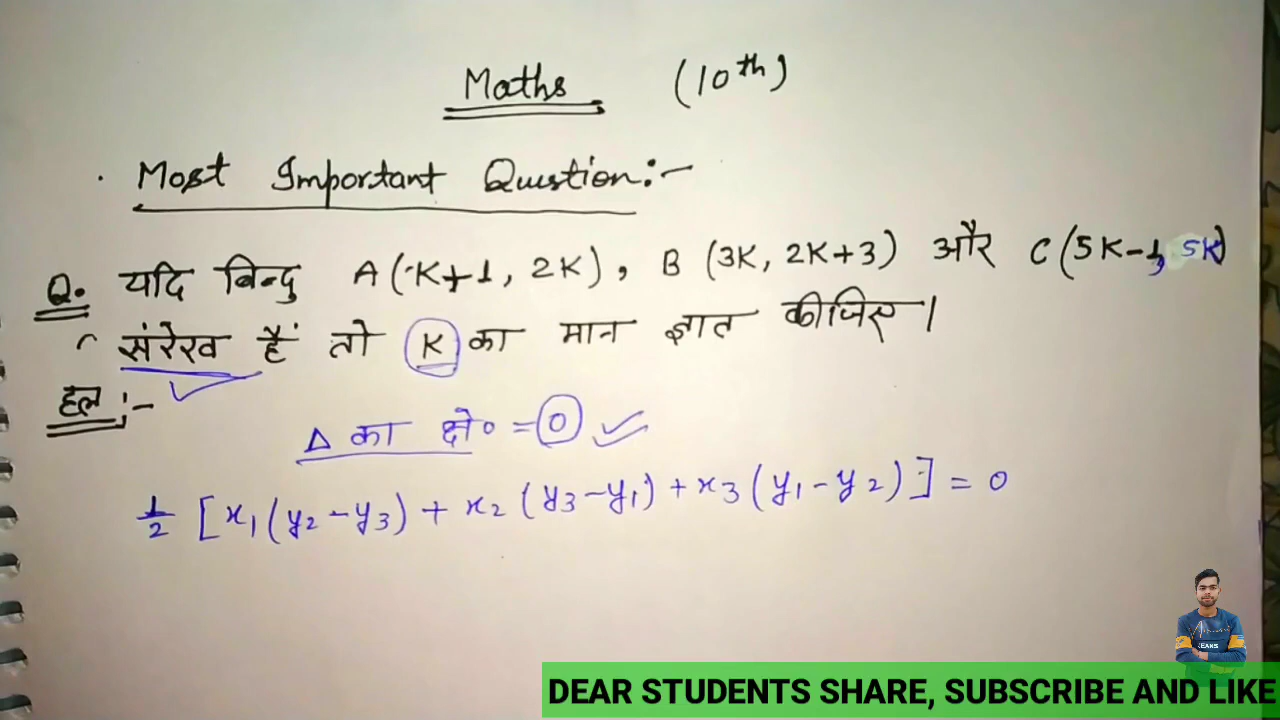 Maths (10th)
Most Important Question:-
Q. यदि बिन्दु A(K+1, 2K), B (3K, 2K+3) और C(5K-1, 5K)
संरेख हैं तो K का मान ज्ञात कीजिए।
हल :-
Δ का क्षे० = 0
1/2 [x₁(y₂-y₃) + x₂ (y₃-y₁) + x₃ (y₁-y₂)] = 0
DEAR STUDENTS SHARE, SUBSCRIBE AND LIKE